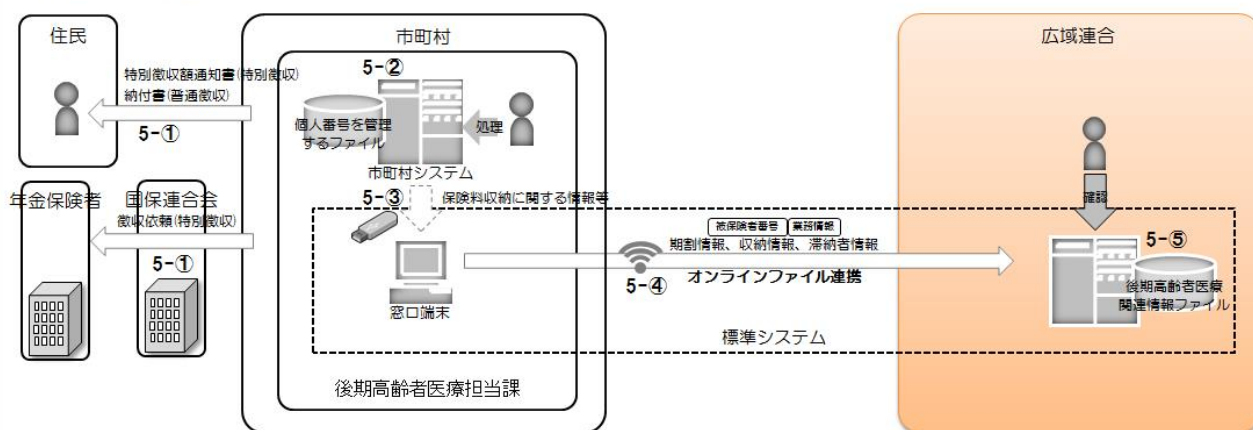 住民
特別徴収額通知書(特別徴収)
納付書(普通徴収)
5-①
年金保険者
国保連合会
徴収依頼(特別徴収)
5-①
市町村
5-②
個人番号を管理
するファイル
処理
市町村システム
5-③
保険料収納に関する情報等
窓口端末
後期高齢者医療担当課
被保険者番号
業務情報
期割情報、収納情報、滞納者情報
5-④
オンラインファイル連携
標準システム
広域連合
確認
5-⑤
後期高齢者医療
関連情報ファイル